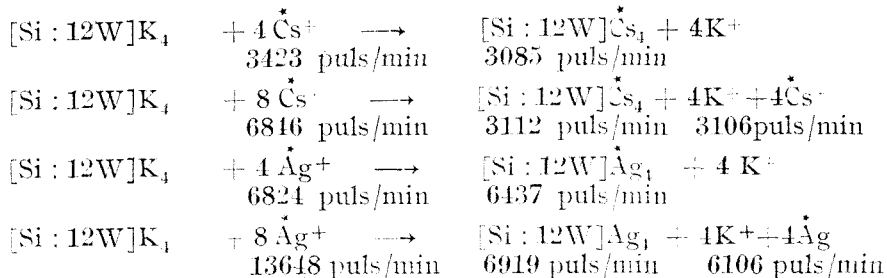 [Si : 12W]K₄ + 4 C̊s⁺ ⟶ [Si : 12W]C̊s₄ + 4K⁺
3423 puls/min 3085 puls/min
[Si : 12W]K₄ + 8 C̊s⁺ ⟶ [Si : 12W]C̊s₄ + 4K⁺ + 4C̊s⁺
6846 puls/min 3112 puls/min 3106puls/min
[Si : 12W]K₄ + 4 Åg⁺ ⟶ [Si : 12W]Åg₄ + 4 K⁺
6824 puls/min 6437 puls/min
[Si : 12W]K₄ + 8 Åg⁺ ⟶ [Si : 12W]Ag₄ + 4K⁺ + 4Åg
13648 puls/min 6919 puls/min 6106 puls/min